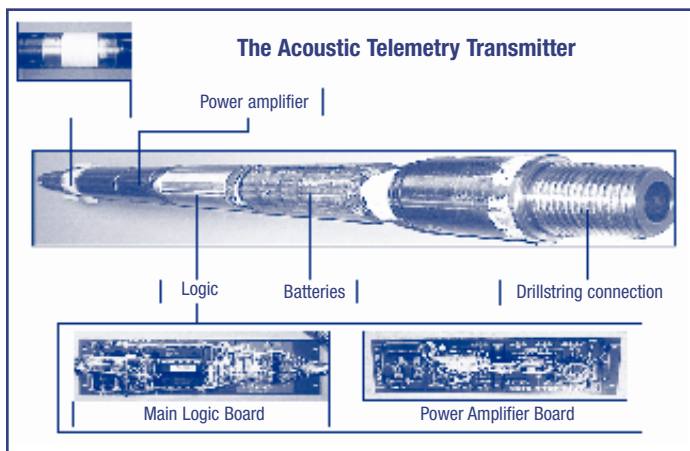 The Acoustic Telemetry Transmitter
Power amplifier
Logic
Batteries
Drillstring connection
Main Logic Board
Power Amplifier Board